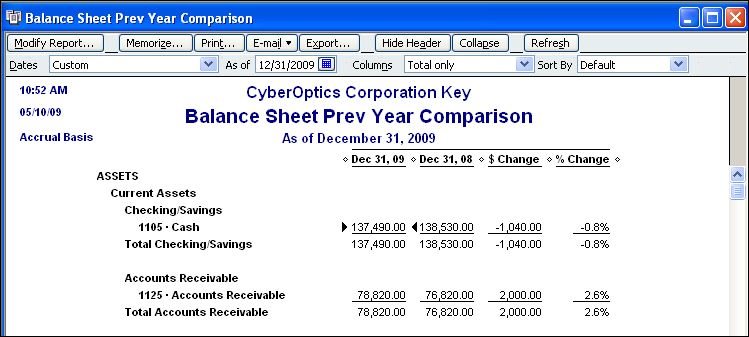 Balance Sheet Prev Year Comparison
Modify Report... Memorize... Print... E-mail Export... Hide Header Collapse Refresh
Dates Custom As of 12/31/2009 Columns Total only Sort By Default
10:52 AM
CyberOptics Corporation Key
05/10/09
Balance Sheet Prev Year Comparison
Accrual Basis
As of December 31, 2009
Dec 31, 09 Dec 31, 08 $ Change % Change
ASSETS
Current Assets
Checking/Savings
1105 · Cash 137,490.00 138,530.00 -1,040.00 -0.8%
Total Checking/Savings 137,490.00 138,530.00 -1,040.00 -0.8%
Accounts Receivable
1125 · Accounts Receivable 78,820.00 76,820.00 2,000.00 2.6%
Total Accounts Receivable 78,820.00 76,820.00 2,000.00 2.6%